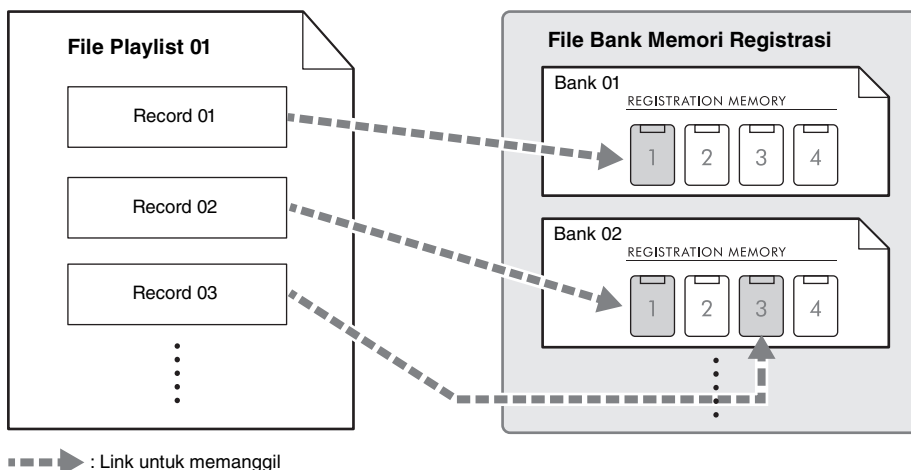 File Playlist 01
Record 01
Record 02
Record 03
File Bank Memori Registrasi
Bank 01
REGISTRATION MEMORY
1 2 3 4
Bank 02
REGISTRATION MEMORY
1 2 3 4
: Link untuk memanggil